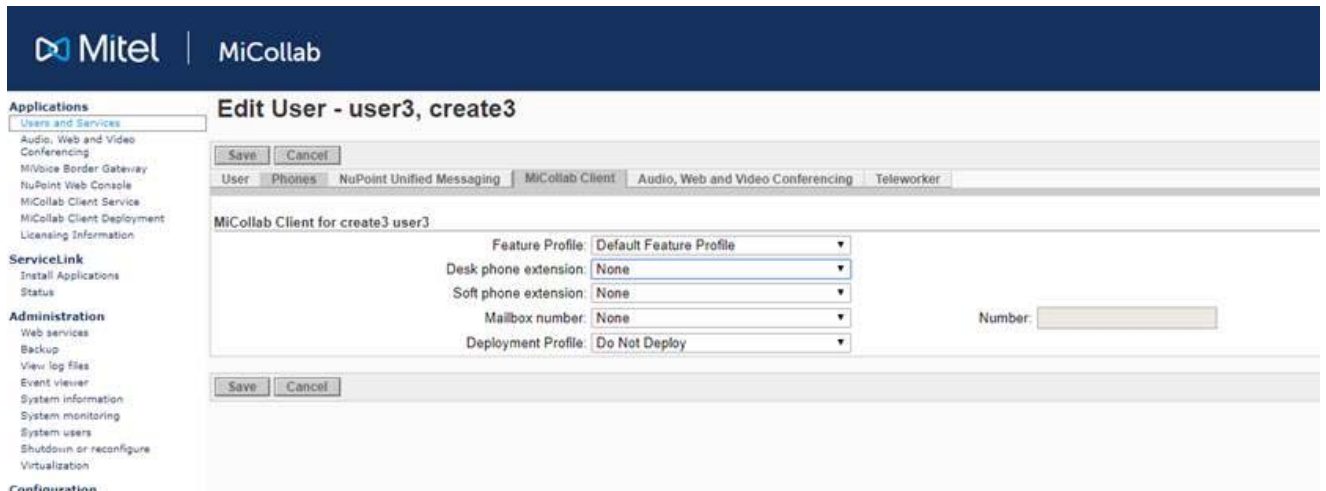 Mitel | MiCollab
Applications
Users and Services
Audio, Web and Video
Conferencing
MiVoice Border Gateway
NuPoint Web Console
MiCollab Client Service
MiCollab Client Deployment
Licensing Information
ServiceLink
Install Applications
Status
Administration
Web services
Backup
View log files
Event viewer
System information
System monitoring
System users
Shutdown or reconfigure
Virtualization
Configuration
Edit User - user3, create3
Save Cancel
User Phones NuPoint Unified Messaging MiCollab Client Audio, Web and Video Conferencing Teleworker
MiCollab Client for create3 user3
Feature Profile: Default Feature Profile
Desk phone extension: None
Soft phone extension: None
Mailbox number: None Number:
Deployment Profile: Do Not Deploy
Save Cancel